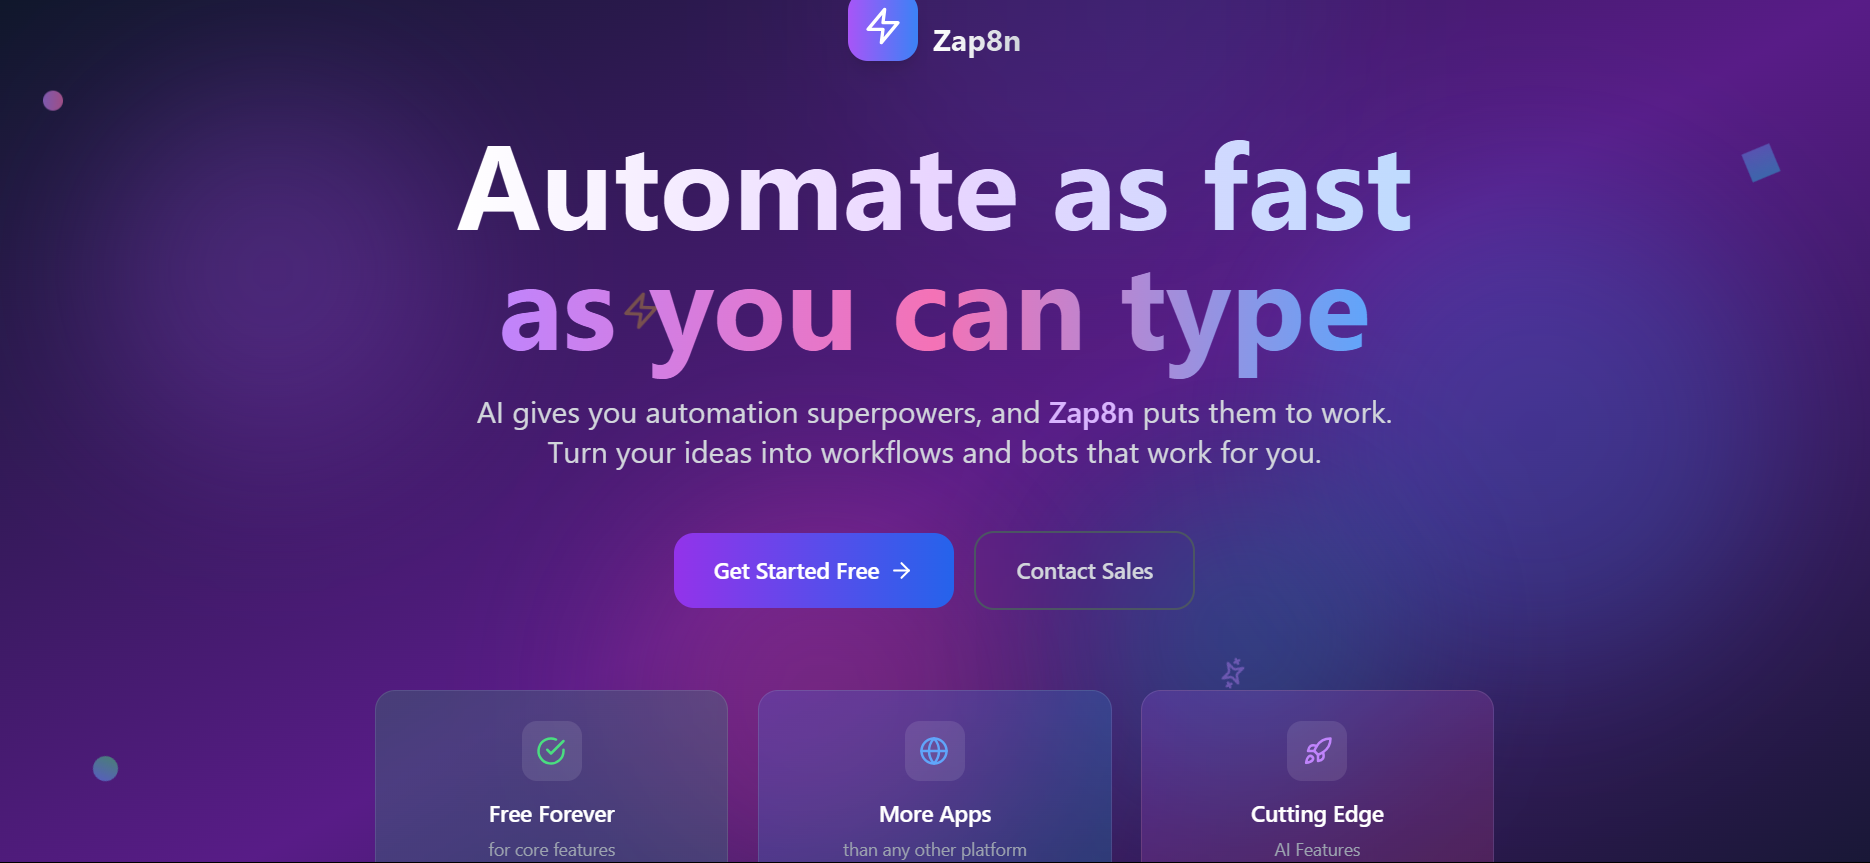 Zap8n
Automate as fast
as you can type
AI gives you automation superpowers, and Zap8n puts them to work.
Turn your ideas into workflows and bots that work for you.
Get Started Free
Contact Sales
Free Forever
for core features
More Apps
than any other platform
Cutting Edge
AI Features